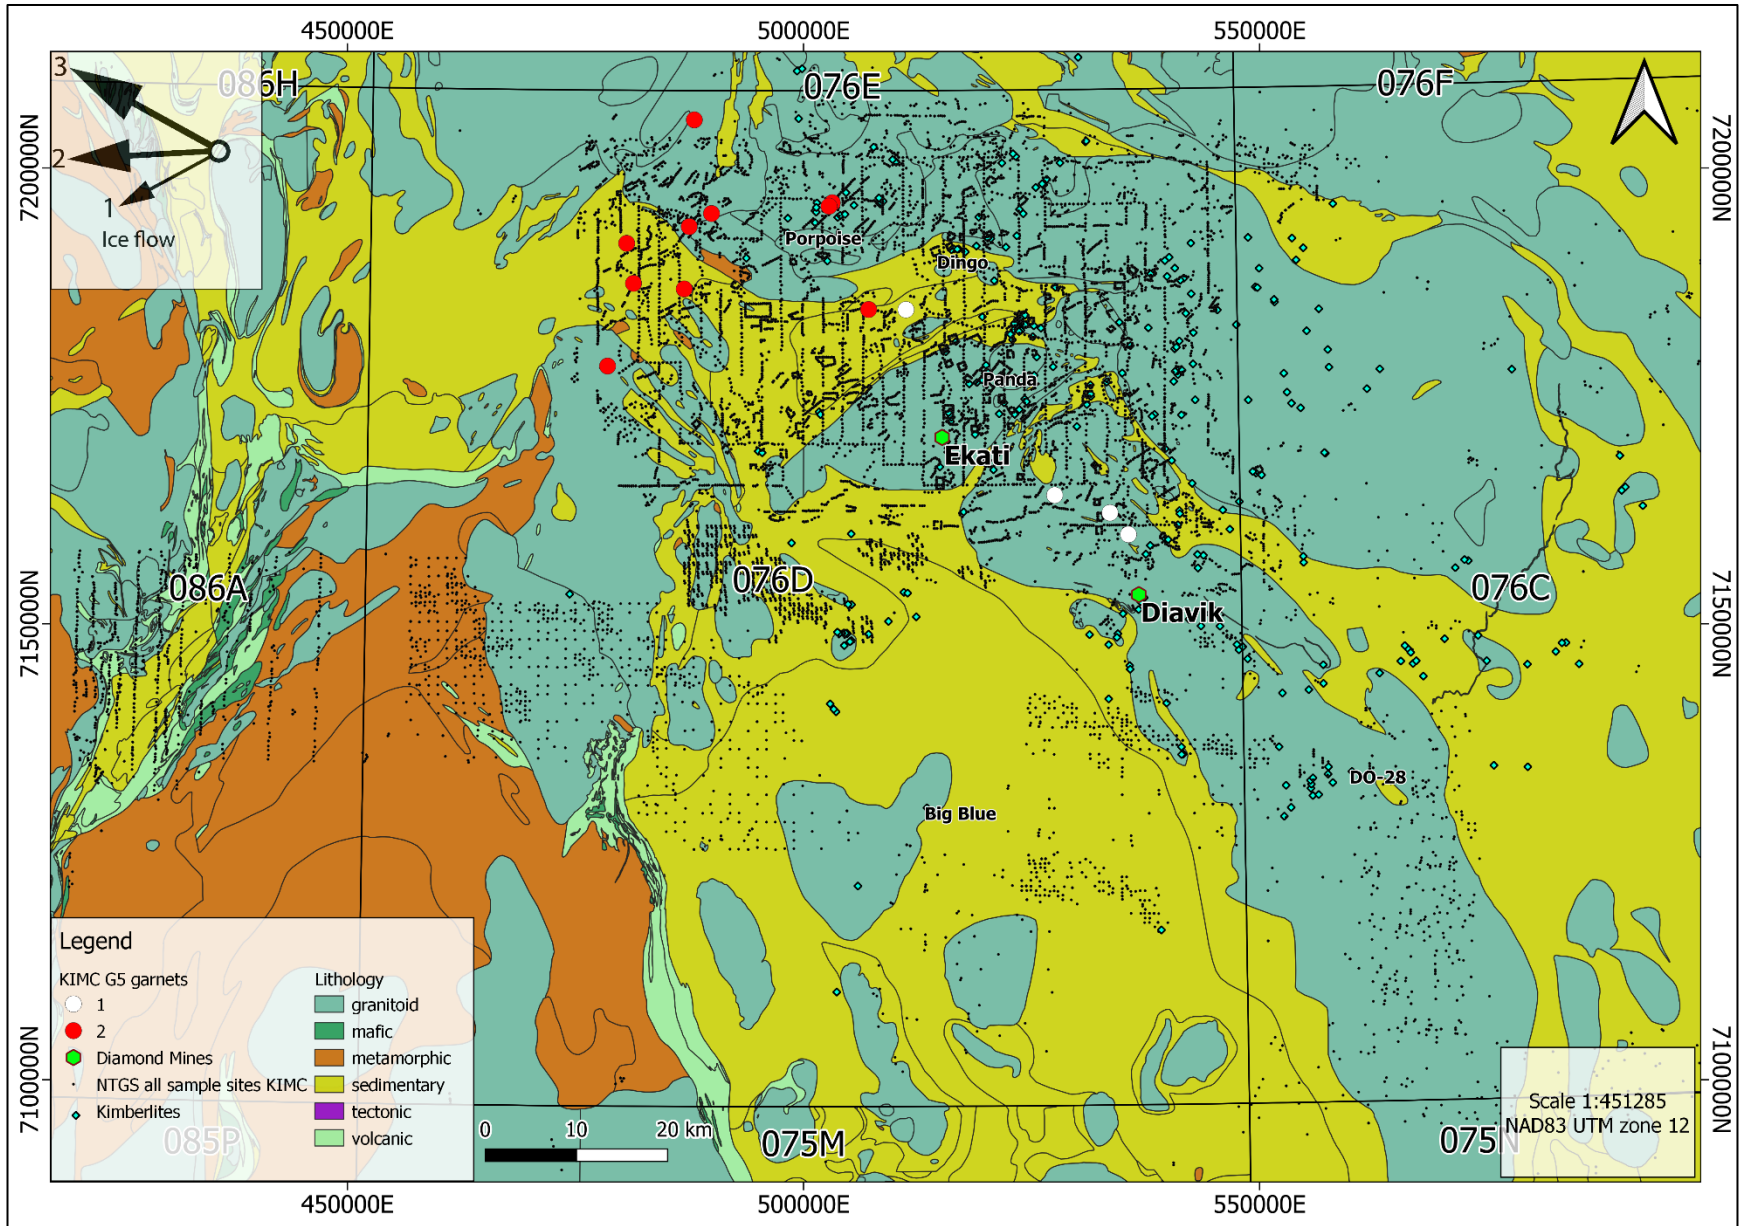 450000E 500000E 550000E
086H 076E 076F
3
2
1
Ice flow
7200000N 7200000N
Porpoise
Dingo
Panda
Ekati
086A 076D 076C
Diavik
7150000N 7150000N
DO-28
Big Blue
Legend
KIMC G5 garnets
1
2
Diamond Mines
NTGS all sample sites KIMC
Kimberlites
Lithology
granitoid
mafic
metamorphic
sedimentary
tectonic
volcanic
0 10 20 km
7100000N 7100000N
Scale 1:451285
NAD83 UTM zone 12
085P 075M 075N
450000E 500000E 550000E